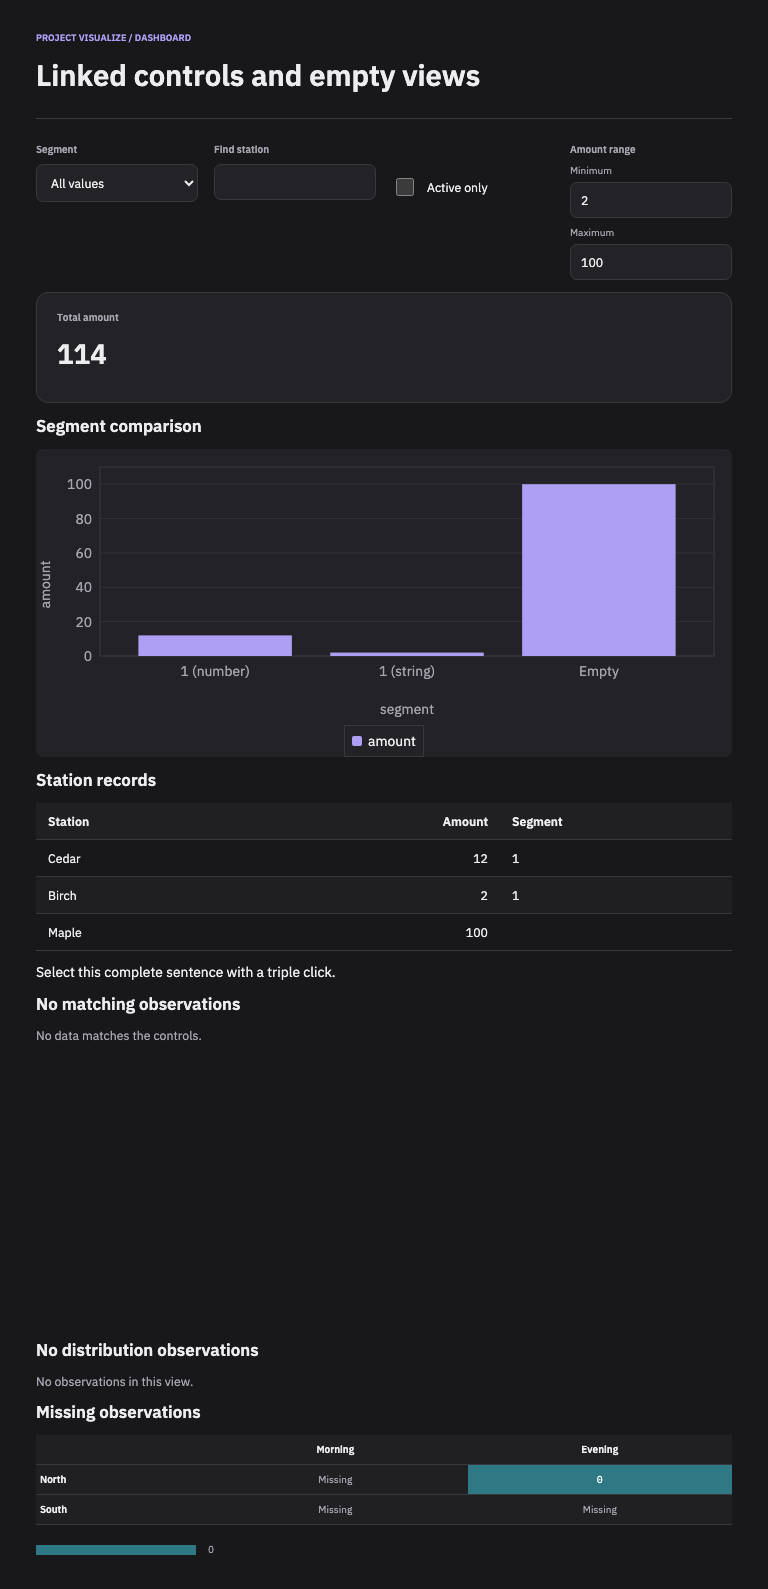 PROJECT VISUALIZE / DASHBOARD
Linked controls and empty views
Segment
Find station
Amount range
All values
Active only
Minimum
2
Maximum
100
Total amount
114
Segment comparison
100
80
60
40
20
0
amount
1 (number) 1 (string) Empty
segment
amount
Station records
Station Amount Segment
Cedar 12 1
Birch 2 1
Maple 100
Select this complete sentence with a triple click.
No matching observations
No data matches the controls.
No distribution observations
No observations in this view.
Missing observations
Morning Evening
North Missing 0
South Missing Missing
0